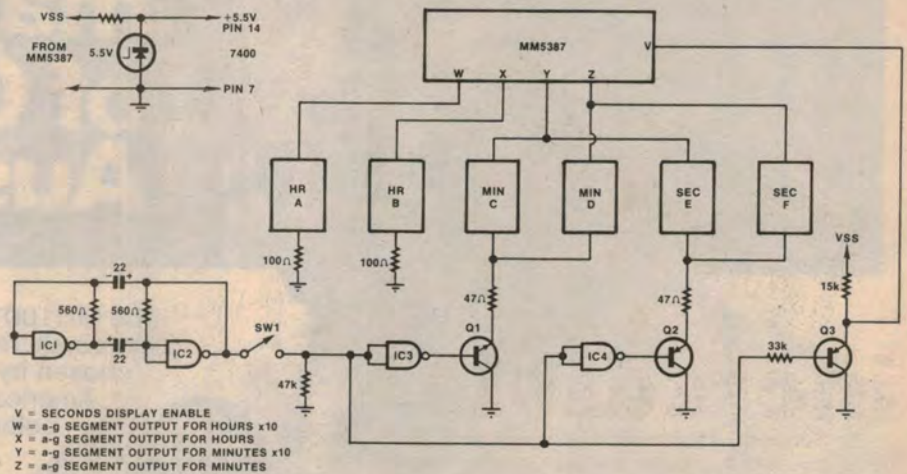 VSS
+5.5V
PIN 14
FROM
MM5387
5.5V
7400
PIN 7
MM5387
V
W
X
Y
Z
HR
A
HR
B
MIN
C
MIN
D
SEC
E
SEC
F
100Ω
100Ω
47Ω
47Ω
VSS
15k
22
560Ω
560Ω
22
IC1
IC2
SW1
47k
IC3
Q1
IC4
Q2
33k
Q3
V = SECONDS DISPLAY ENABLE
W = a-g SEGMENT OUTPUT FOR HOURS x10
X = a-g SEGMENT OUTPUT FOR HOURS
Y = a-g SEGMENT OUTPUT FOR MINUTES x10
Z = a-g SEGMENT OUTPUT FOR MINUTES